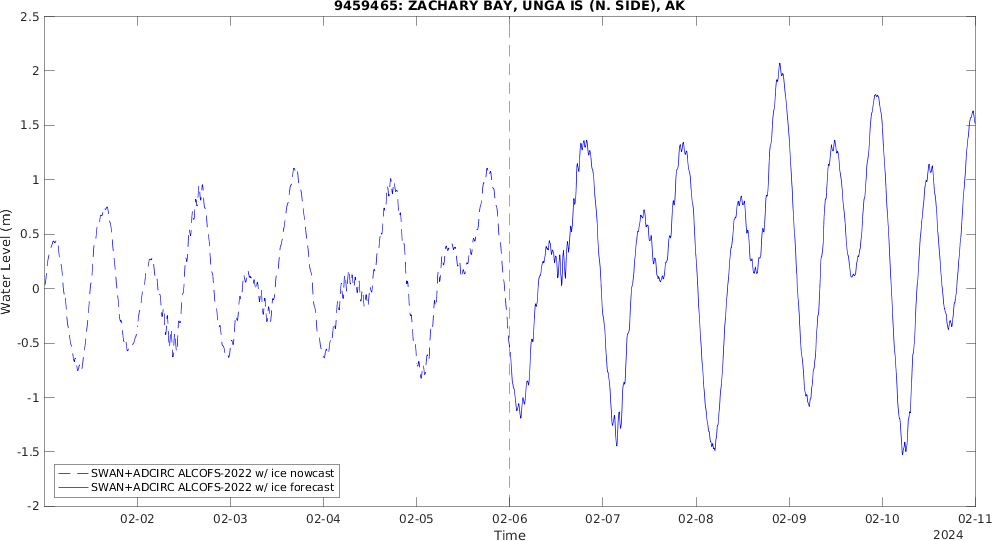 9459465: ZACHARY BAY, UNGA IS (N. SIDE), AK
2.5
2
1.5
1
0.5
0
-0.5
-1
-1.5
-2
Water Level (m)
SWAN+ADCIRC ALCOFS-2022 w/ ice nowcast
SWAN+ADCIRC ALCOFS-2022 w/ ice forecast
02-02 02-03 02-04 02-05 02-06 02-07 02-08 02-09 02-10 02-11
Time
2024